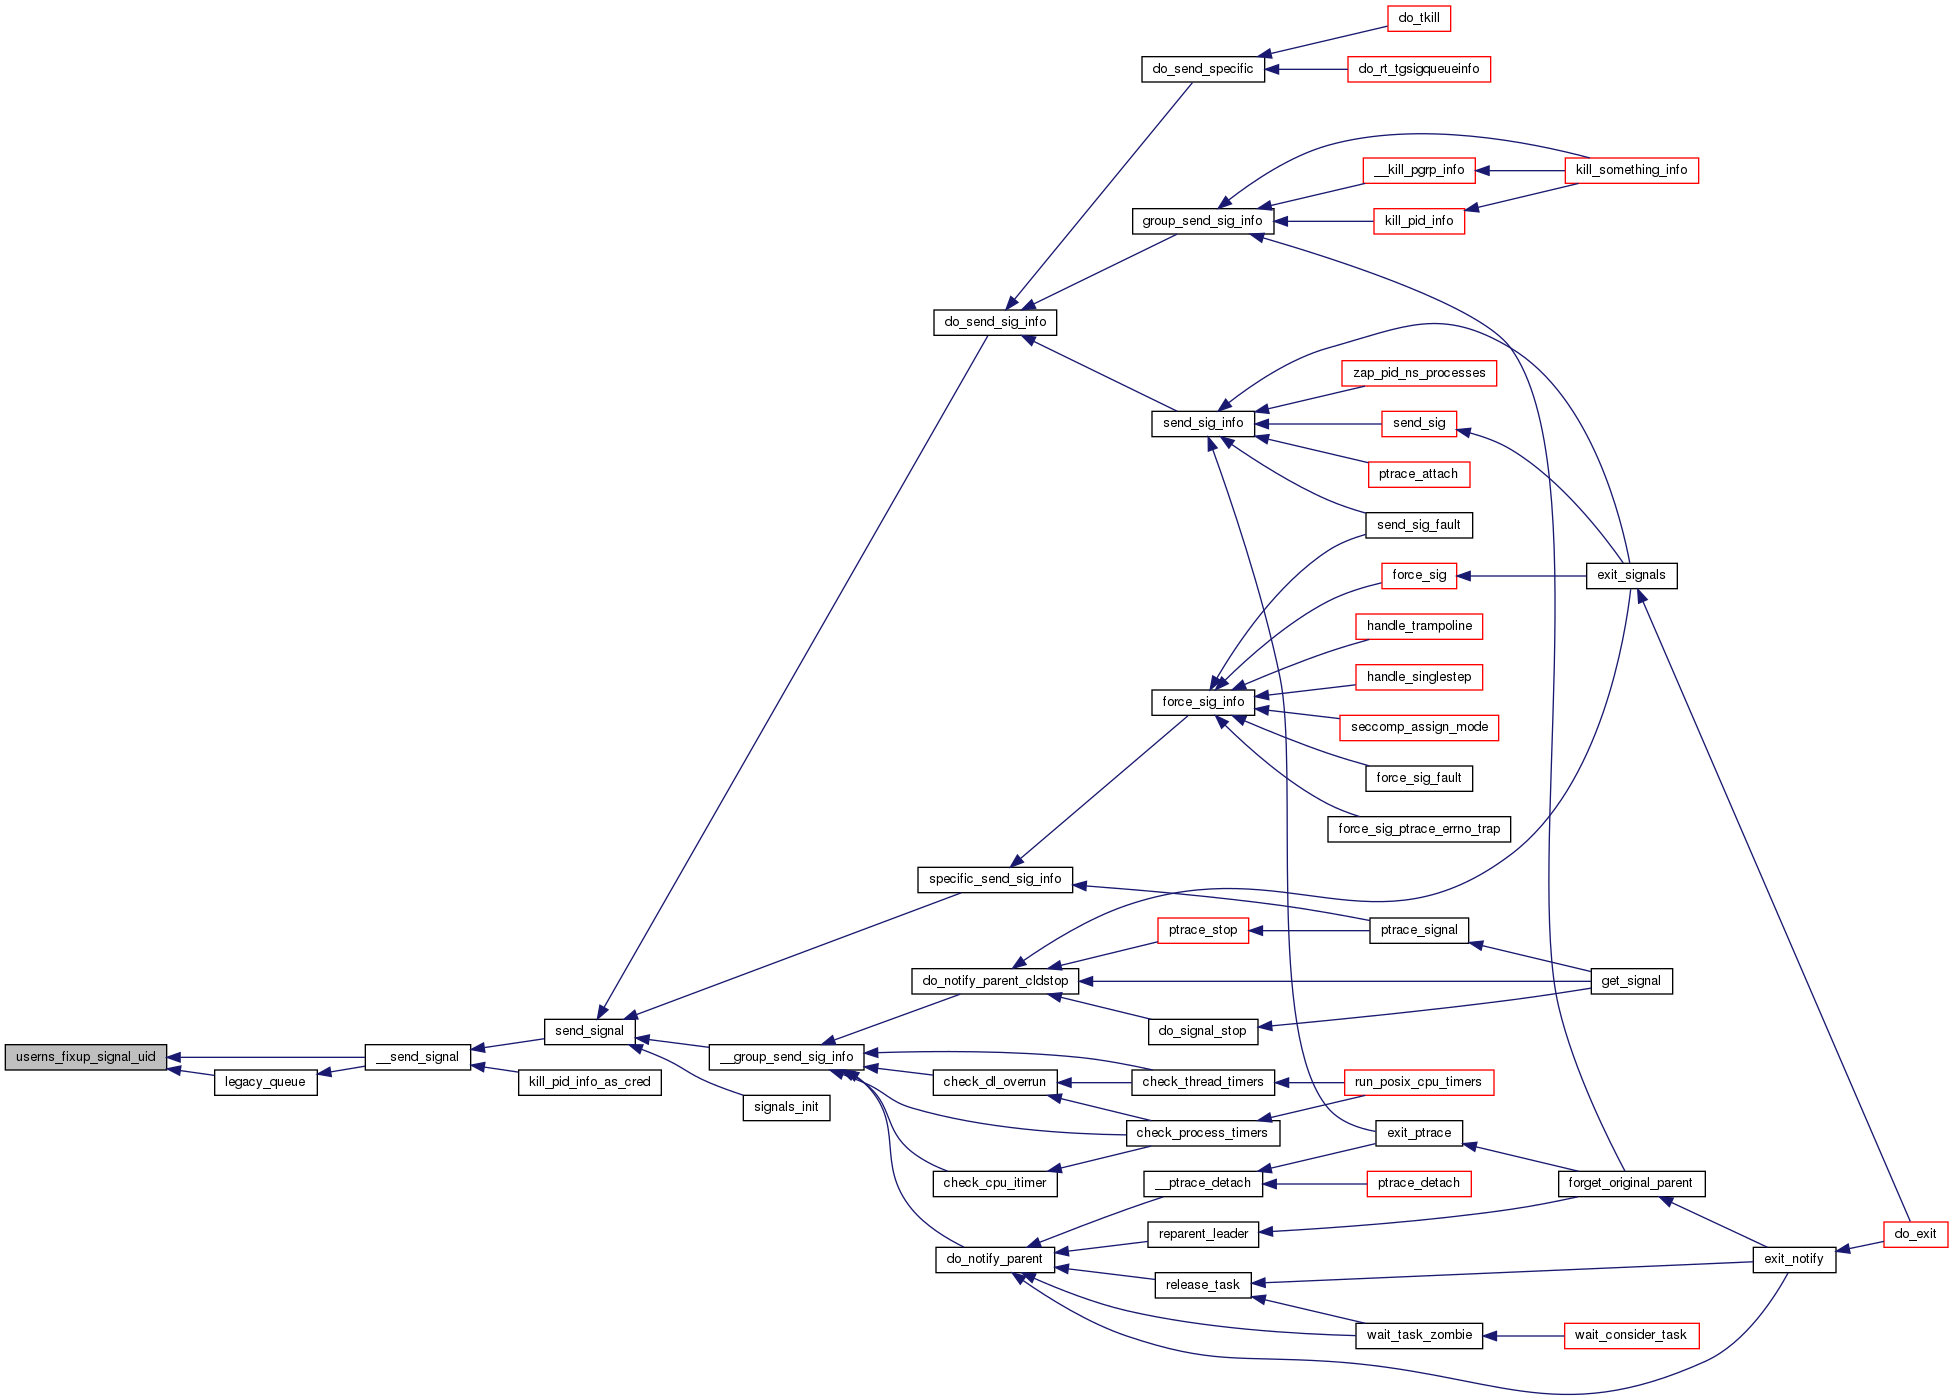 do_tkill
do_send_specific
do_rt_tgsigqueueinfo
__kill_pgrp_info
kill_something_info
group_send_sig_info
kill_pid_info
do_send_sig_info
zap_pid_ns_processes
send_sig_info
send_sig
ptrace_attach
send_sig_fault
force_sig
exit_signals
handle_trampoline
handle_singlestep
force_sig_info
seccomp_assign_mode
force_sig_fault
force_sig_ptrace_errno_trap
specific_send_sig_info
ptrace_stop
ptrace_signal
do_notify_parent_cldstop
get_signal
send_signal
do_signal_stop
userns_fixup_signal_uid
__send_signal
__group_send_sig_info
legacy_queue
kill_pid_info_as_cred
check_dl_overrun
check_thread_timers
run_posix_cpu_timers
signals_init
check_process_timers
exit_ptrace
check_cpu_itimer
__ptrace_detach
ptrace_detach
forget_original_parent
reparent_leader
do_exit
do_notify_parent
exit_notify
release_task
wait_task_zombie
wait_consider_task